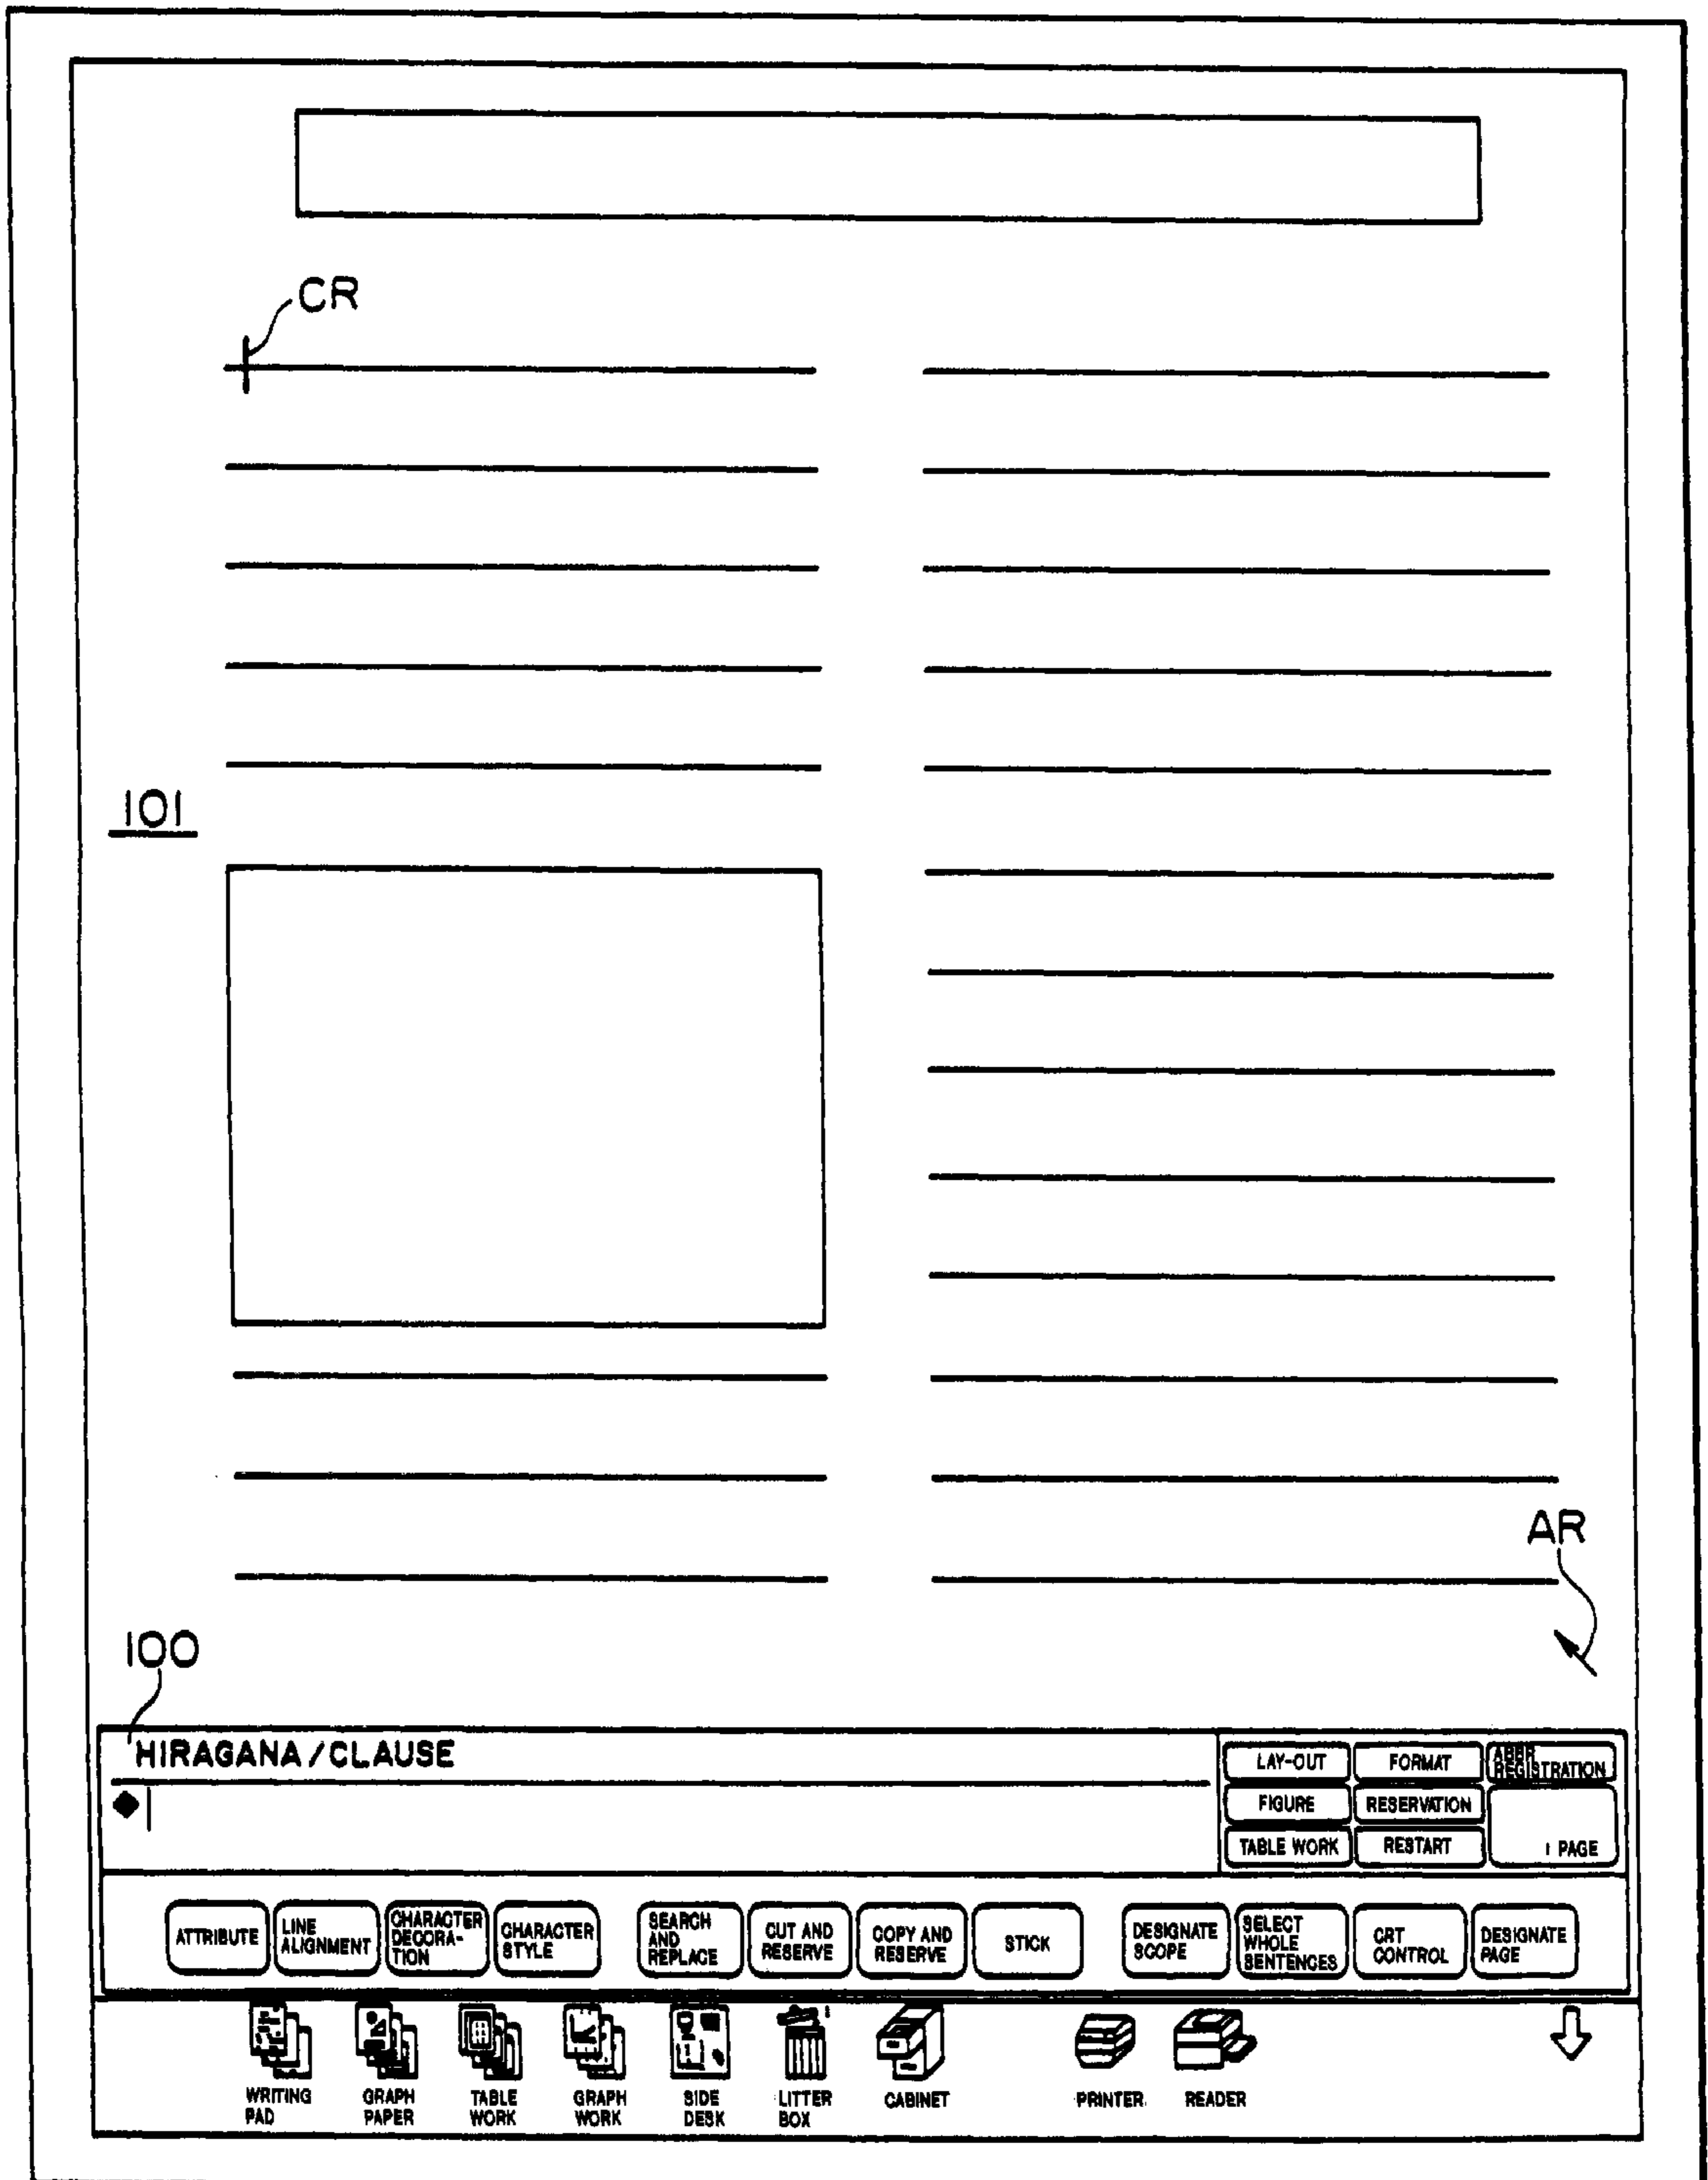 CR
101
AR
100
HIRAGANA/CLAUSE
LAY-OUT
FORMAT
ABBR
REGISTRATION
FIGURE
RESERVATION
TABLE WORK
RESTART
1 PAGE
ATTRIBUTE
LINE
ALIGNMENT
CHARACTER
DECORA-
TION
CHARACTER
STYLE
SEARCH
AND
REPLACE
CUT AND
RESERVE
COPY AND
RESERVE
STICK
DESIGNATE
SCOPE
SELECT
WHOLE
SENTENCES
CRT
CONTROL
DESIGNATE
PAGE
WRITING
PAD
GRAPH
PAPER
TABLE
WORK
GRAPH
WORK
SIDE
DESK
LITTER
BOX
CABINET
PRINTER
READER